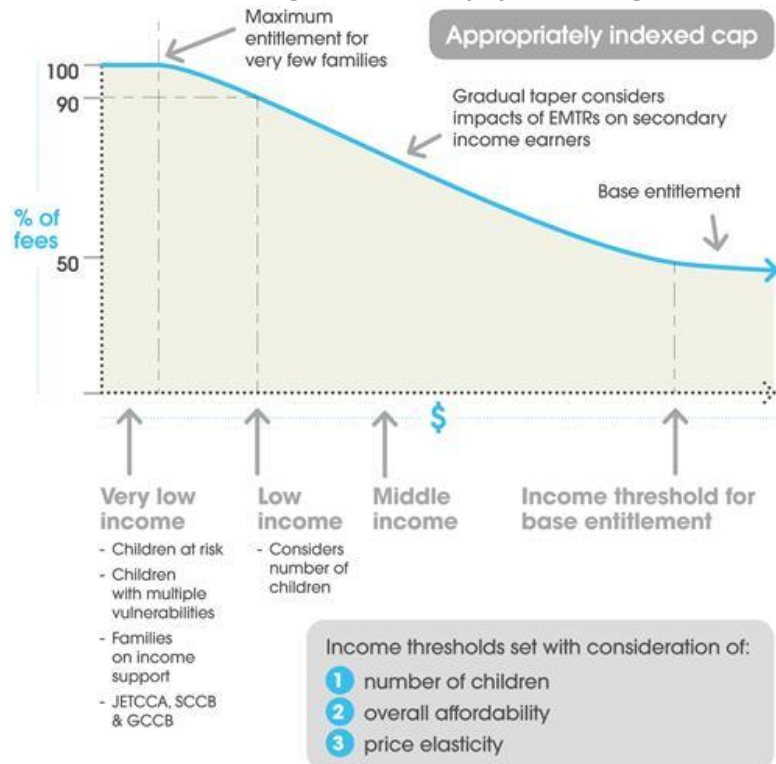 Maximum
entitlement for
very few families
Appropriately indexed cap
100
90
Gradual taper considers
impacts of EMTRs on secondary
income earners
Base entitlement
% of
fees
50
$
Very low
income
- Children at risk
- Children
with multiple
vulnerabilities
- Families
on income
support
- JETCCA, SCCB
& GCCB
Low
income
- Considers
number of
children
Middle
income
Income threshold for
base entitlement
Income thresholds set with consideration of:
1 number of children
2 overall affordability
3 price elasticity